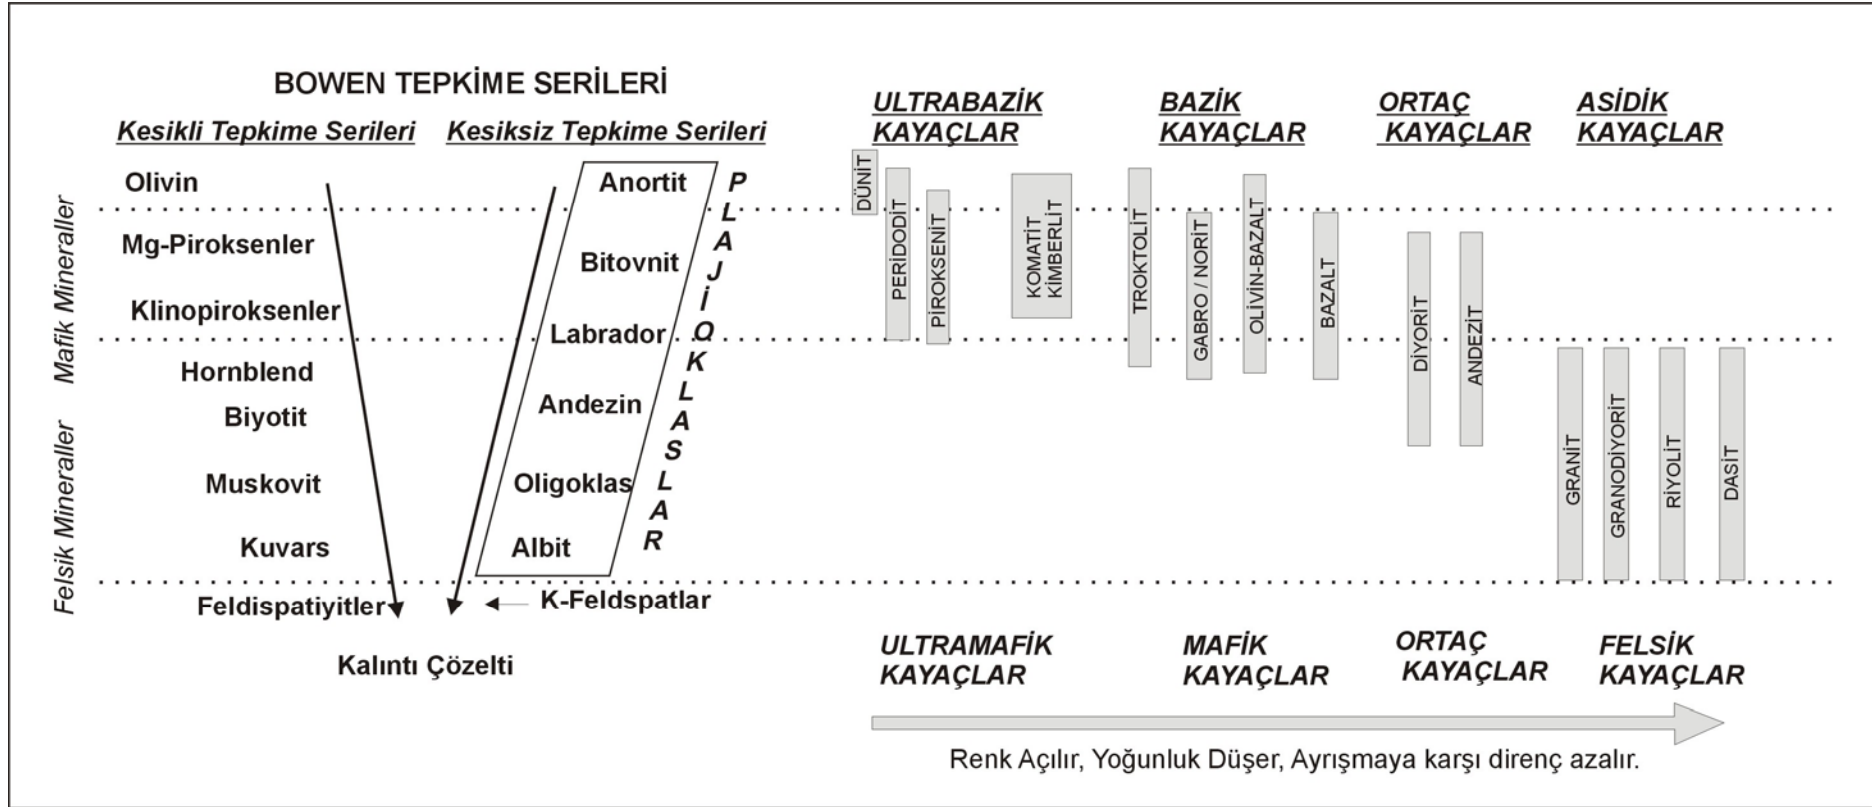 BOWEN TEPKİME SERİLERİ
Kesikli Tepkime Serileri
Kesiksiz Tepkime Serileri
Mafik Mineraller
Felsik Mineraller
Olivin
Mg-Piroksenler
Klinopiroksenler
Hornblend
Biyotit
Muskovit
Kuvars
Feldispatiyitler
Anortit
Bitovnit
Labrador
Andezin
Oligoklas
Albit
PLAJİOKLASLAR
K-Feldspatlar
Kalıntı Çözelti
ULTRABAZİK
KAYAÇLAR
BAZİK
KAYAÇLAR
ORTAÇ
KAYAÇLAR
ASİDİK
KAYAÇLAR
DÜNİT
PERİDODİT
PİROKSENİT
KOMATİT
KİMBERLİT
TROKTOLİT
GABRO / NORİT
OLİVİN-BAZALT
BAZALT
DİYORİT
ANDEZİT
GRANİT
GRANODİYORİT
RİYOLİT
DASİT
ULTRAMAFİK
KAYAÇLAR
MAFİK
KAYAÇLAR
ORTAÇ
KAYAÇLAR
FELSİK
KAYAÇLAR
Renk Açılır, Yoğunluk Düşer, Ayrışmaya karşı direnç azalır.